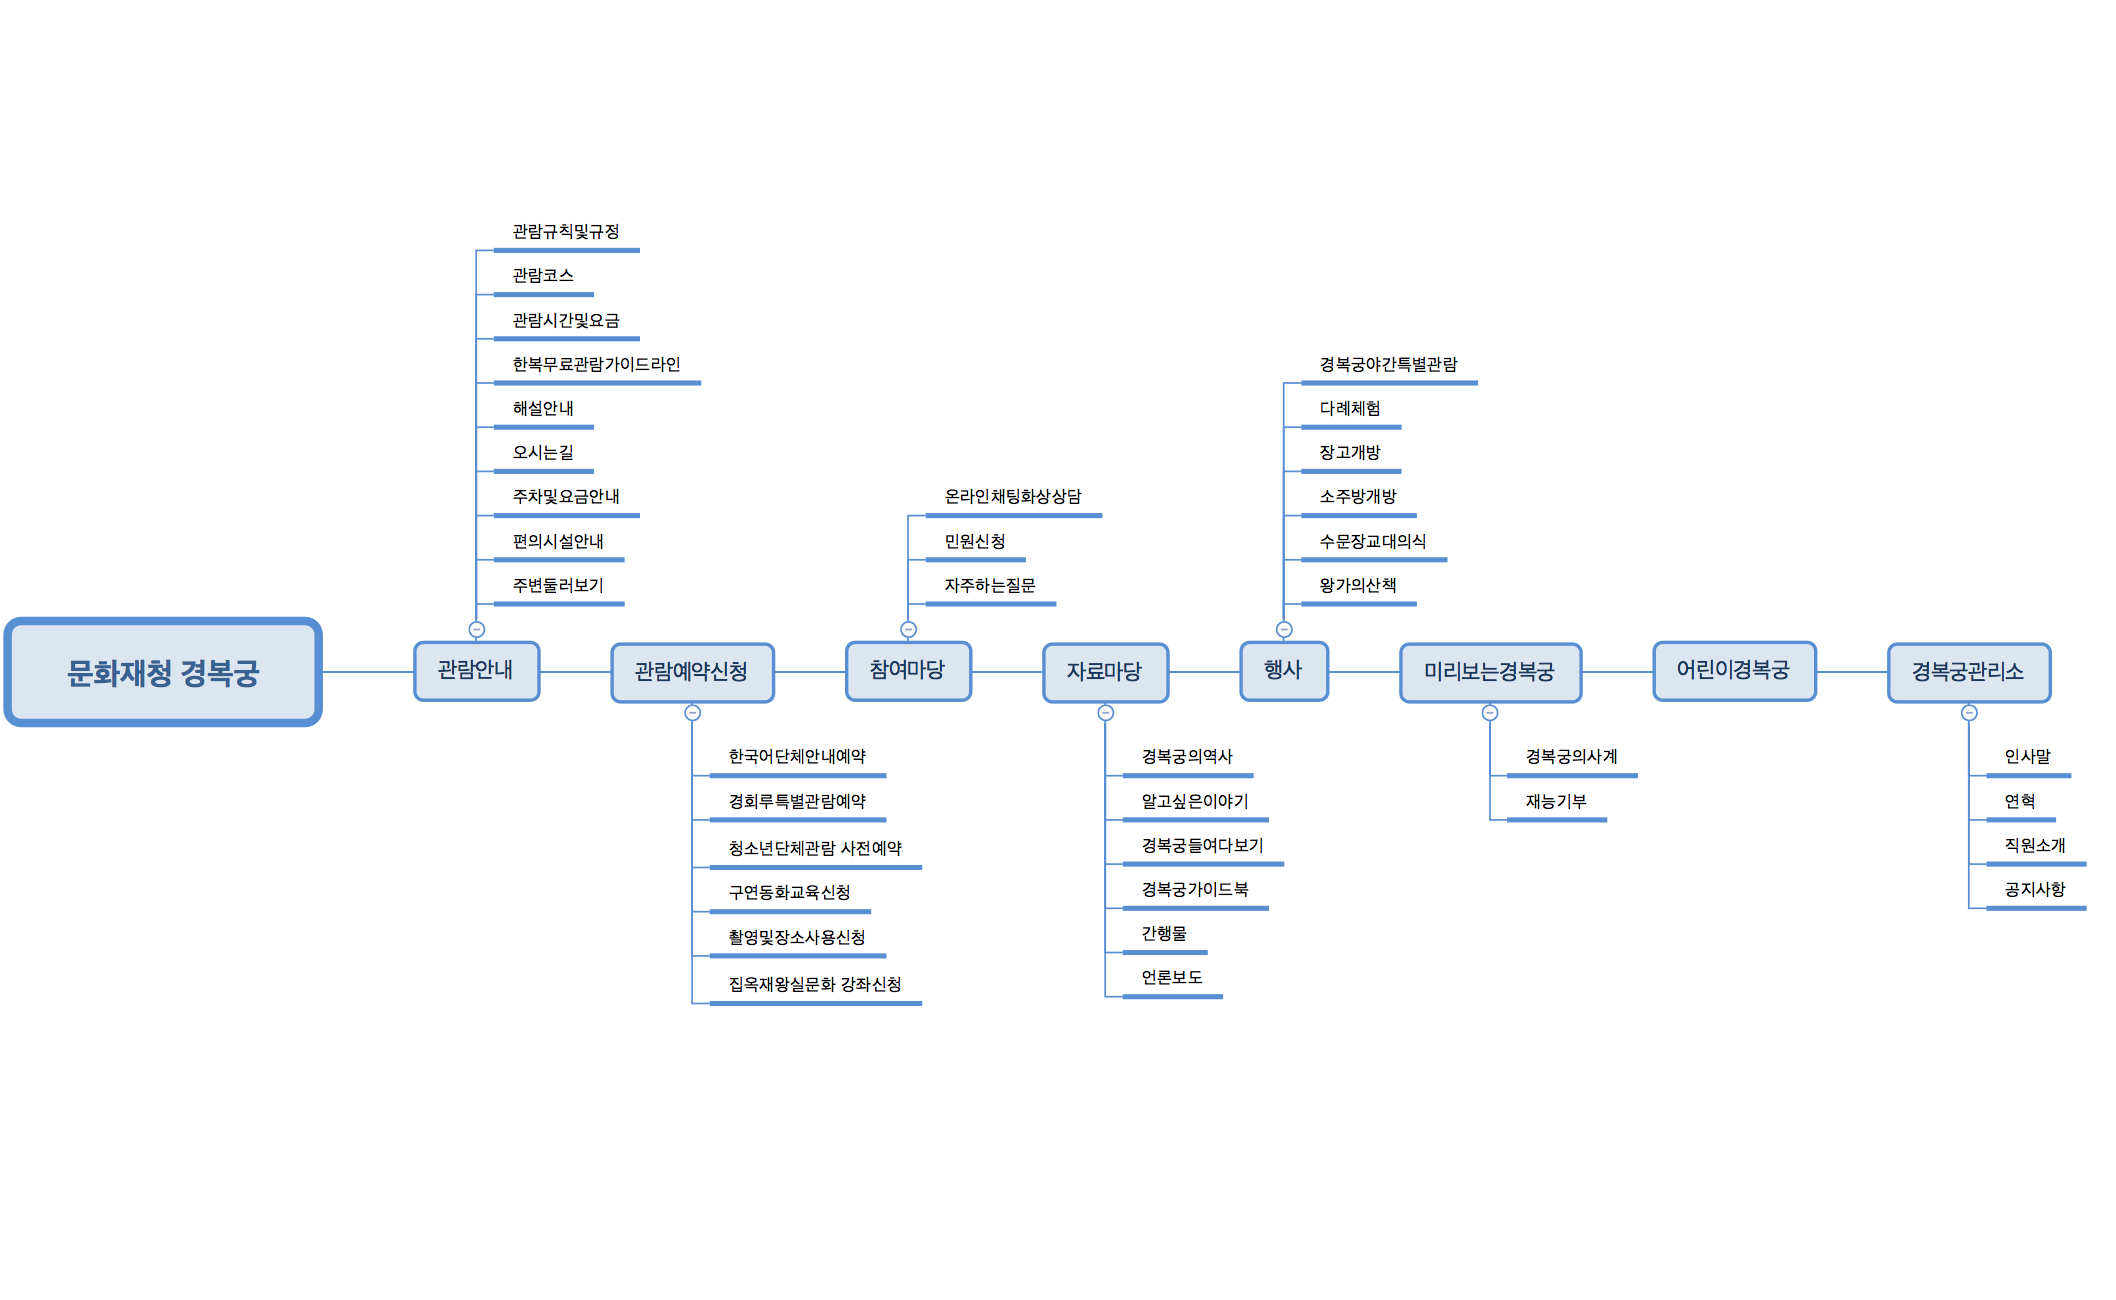 문화재청 경복궁
관람안내
관람규칙및규정
관람코스
관람시간및요금
한복무료관람가이드라인
해설안내
오시는길
주차및요금안내
편의시설안내
주변둘러보기
관람예약신청
한국어단체안내예약
경회루특별관람예약
청소년단체관람 사전예약
구연동화교육신청
촬영및장소사용신청
집옥재왕실문화 강좌신청
참여마당
온라인채팅화상상담
민원신청
자주하는질문
자료마당
경복궁의역사
알고싶은이야기
경복궁들여다보기
경복궁가이드북
간행물
언론보도
행사
경복궁야간특별관람
다례체험
장고개방
소주방개방
수문장교대의식
왕가의산책
미리보는경복궁
경복궁의사계
재능기부
어린이경복궁
경복궁관리소
인사말
연혁
직원소개
공지사항